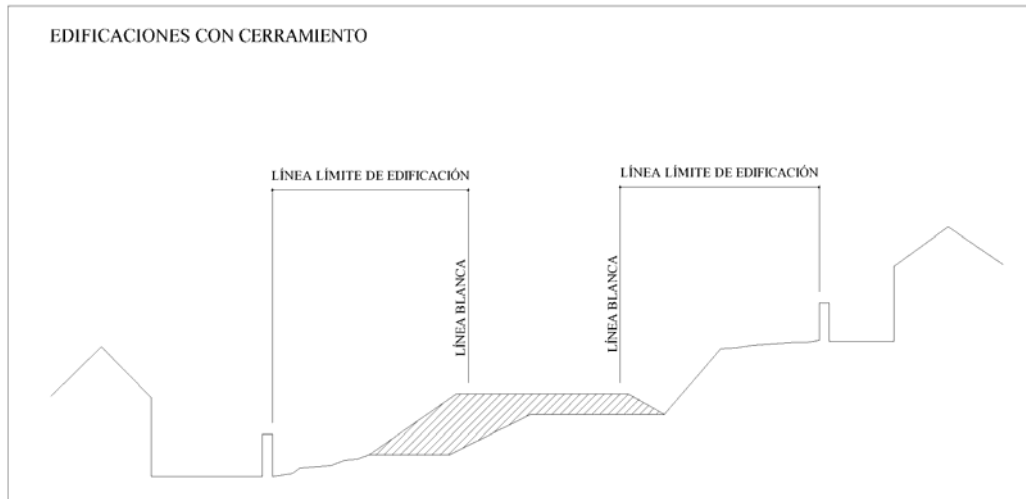 EDIFICACIONES CON CERRAMIENTO
LÍNEA LÍMITE DE EDIFICACIÓN
LÍNEA LÍMITE DE EDIFICACIÓN
LÍNEA BLANCA
LÍNEA BLANCA